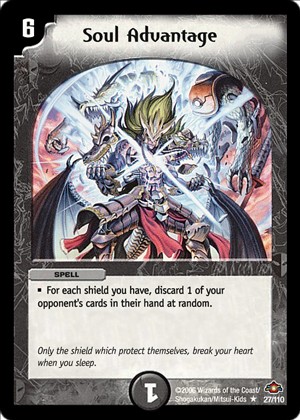 6
Soul Advantage
SPELL
▪ For each shield you have, discard 1 of your
opponent's cards in their hand at random.
Only the shield which protects themselves, break your heart
when you sleep.
©2006 Wizards of the Coast/
Shogakukan/Mitsui-Kids ★ 27/110
1